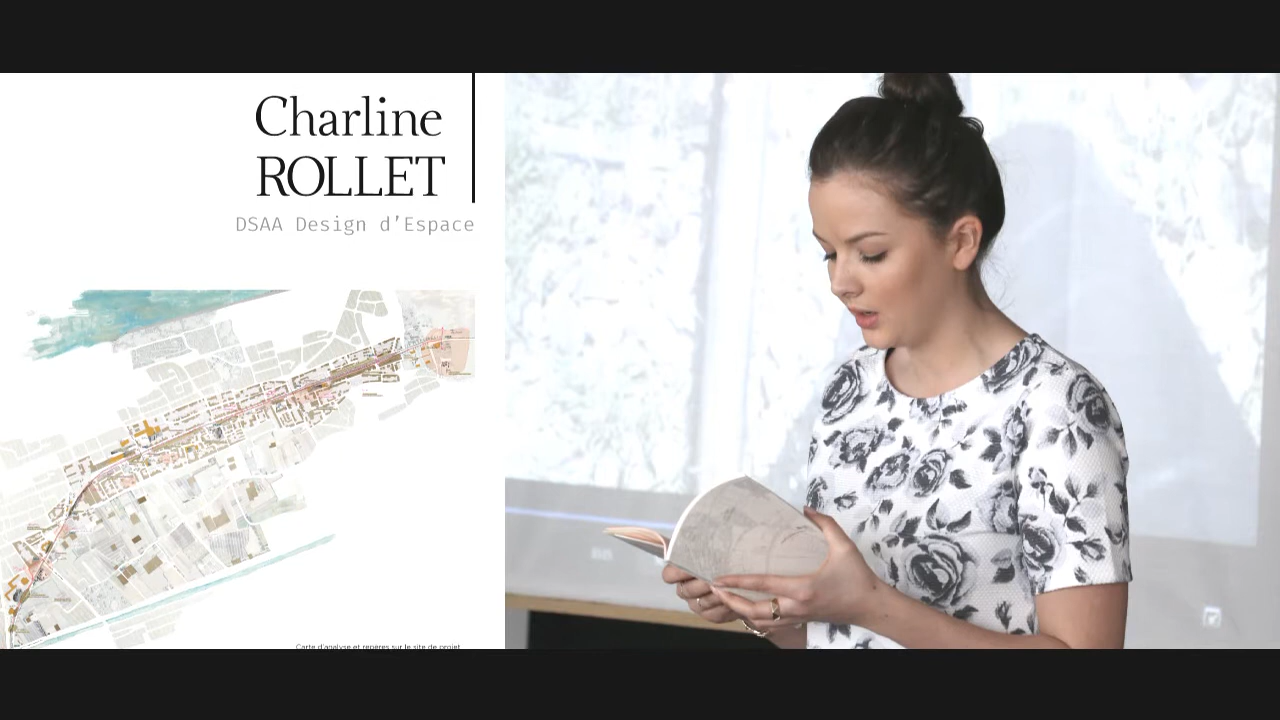 Charline
ROLLET
DSAA Design d'Espace
Carte d'analyse et repères sur le site de projet